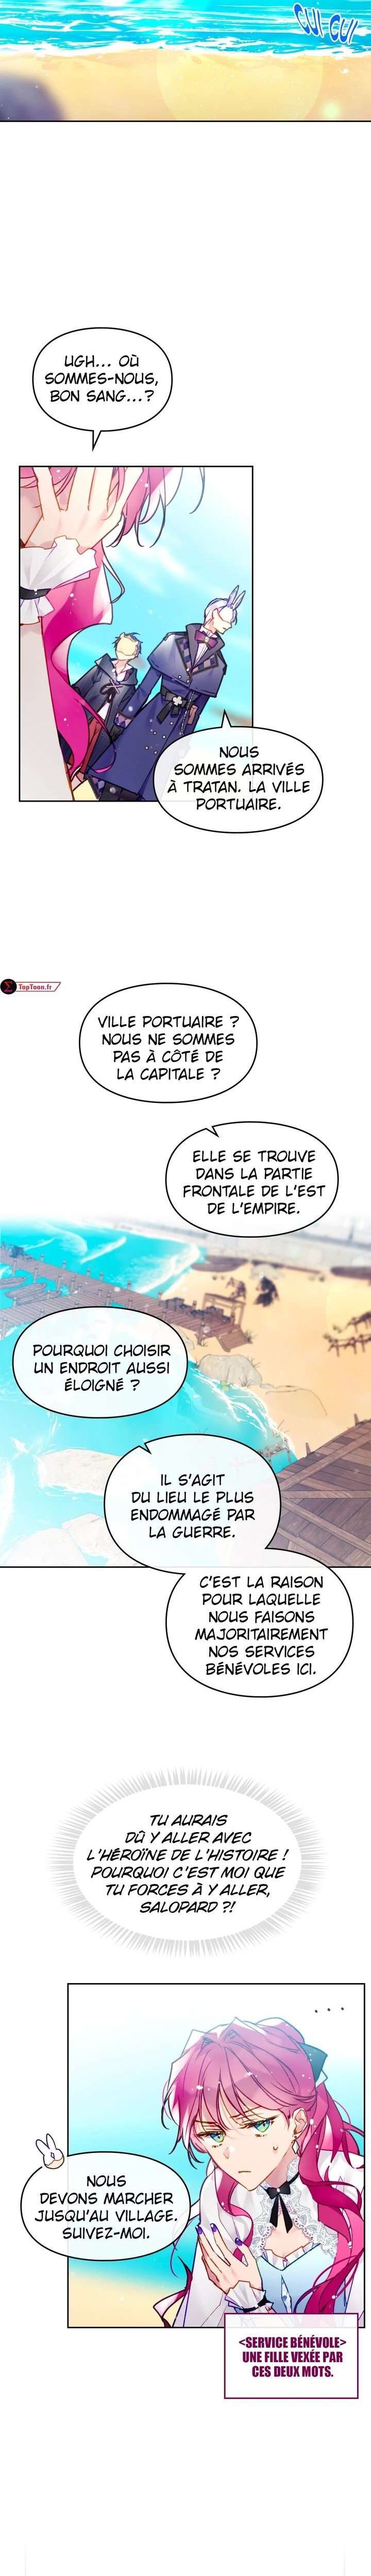 CUI CUI
UGH... OÙ
SOMMES-NOUS,
BON SANG...?
NOUS
SOMMES ARRIVÉS
À TRATAN. LA VILLE
PORTUAIRE.
TopToon.fr
VILLE PORTUAIRE ?
NOUS NE SOMMES
PAS À CÔTÉ DE
LA CAPITALE ?
ELLE SE TROUVE
DANS LA PARTIE
FRONTALE DE L'EST
DE L'EMPIRE.
POURQUOI CHOISIR
UN ENDROIT AUSSI
ÉLOIGNÉ ?
IL S'AGIT
DU LIEU LE PLUS
ENDOMMAGÉ PAR
LA GUERRE.
C'EST LA RAISON
POUR LAQUELLE
NOUS FAISONS
MAJORITAIREMENT
NOS SERVICES
BÉNÉVOLES ICI.
TU AURAIS
DÛ Y ALLER AVEC
L'HÉROÏNE DE L'HISTOIRE !
POURQUOI C'EST MOI QUE
TU FORCES À Y ALLER,
SALOPARD ?!
...
NOUS
DEVONS MARCHER
JUSQU'AU VILLAGE.
SUIVEZ-MOI.
<SERVICE BÉNÉVOLE>
UNE FILLE VEXÉE PAR
CES DEUX MOTS.